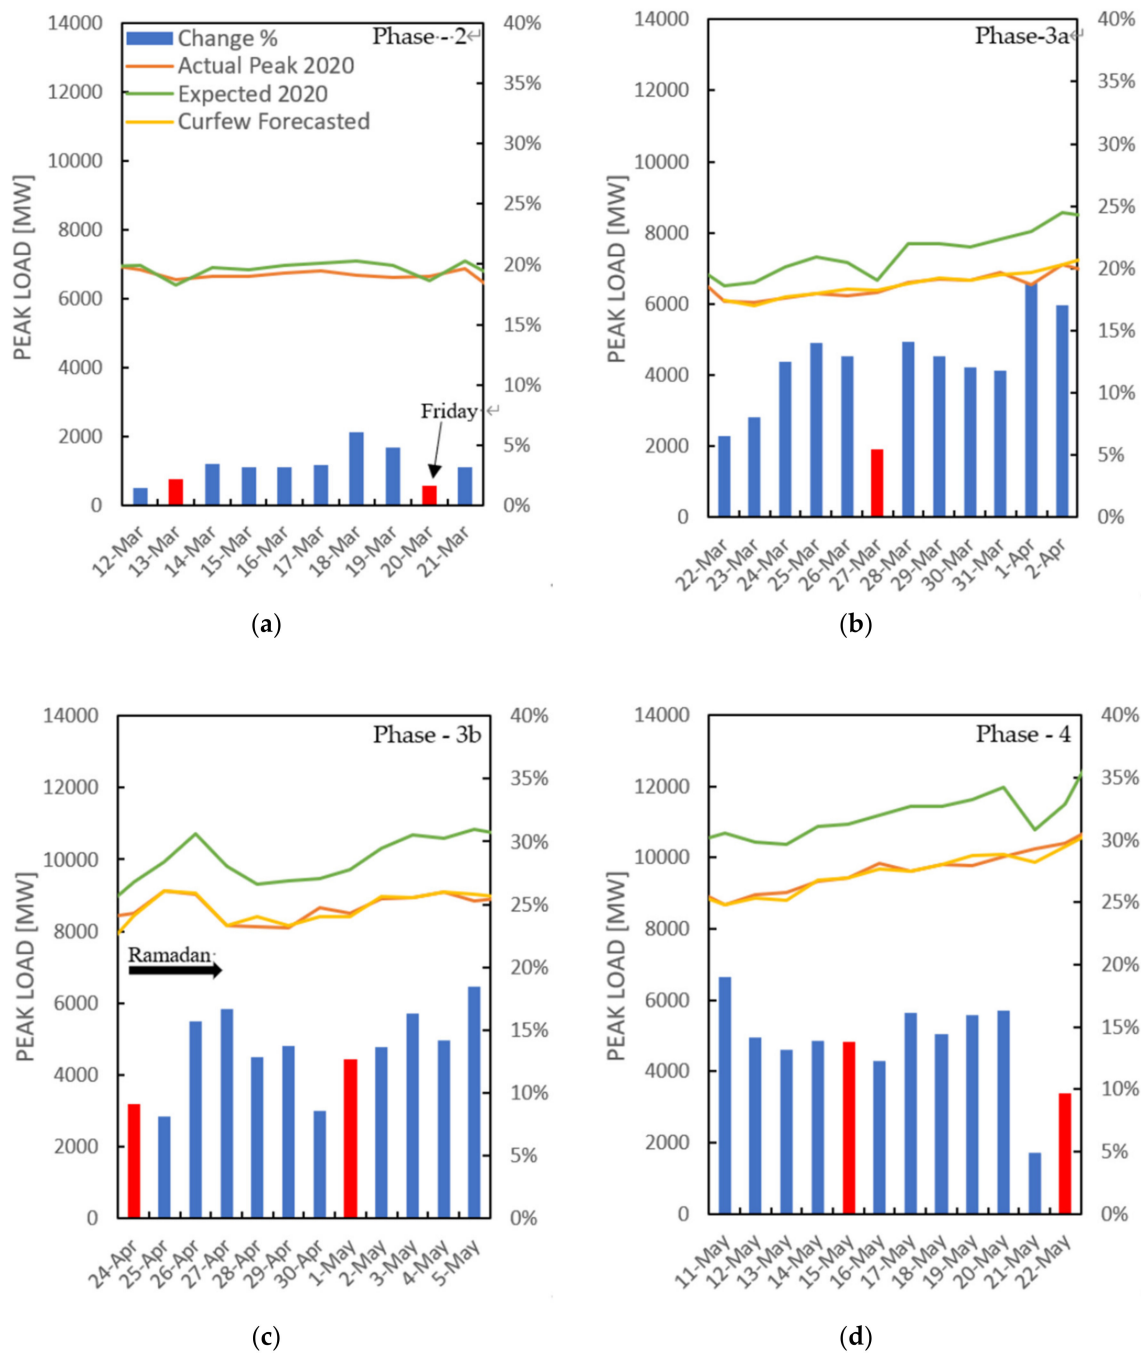 14000
12000
10000
8000
6000
4000
2000
0
PEAK LOAD [MW]
Change %
Actual Peak 2020
Expected 2020
Curfew Forecasted
Phase - 2↵
Friday ↵
40%
35%
30%
25%
20%
15%
10%
5%
0%
12-Mar
13-Mar
14-Mar
15-Mar
16-Mar
17-Mar
18-Mar
19-Mar
20-Mar
21-Mar
(a)
14000
12000
10000
8000
6000
4000
2000
0
PEAK LOAD [MW]
Phase-3a↵
40%
35%
30%
25%
20%
15%
10%
5%
0%
22-Mar
23-Mar
24-Mar
25-Mar
26-Mar
27-Mar
28-Mar
29-Mar
30-Mar
31-Mar
1-Apr
2-Apr
(b)
14000
12000
10000
8000
6000
4000
2000
0
PEAK LOAD [MW]
Phase - 3b
Ramadan
40%
35%
30%
25%
20%
15%
10%
5%
0%
24-Apr
25-Apr
26-Apr
27-Apr
28-Apr
29-Apr
30-Apr
1-May
2-May
3-May
4-May
5-May
(c)
14000
12000
10000
8000
6000
4000
2000
0
PEAK LOAD [MW]
Phase - 4
40%
35%
30%
25%
20%
15%
10%
5%
0%
11-May
12-May
13-May
14-May
15-May
16-May
17-May
18-May
19-May
20-May
21-May
22-May
(d)